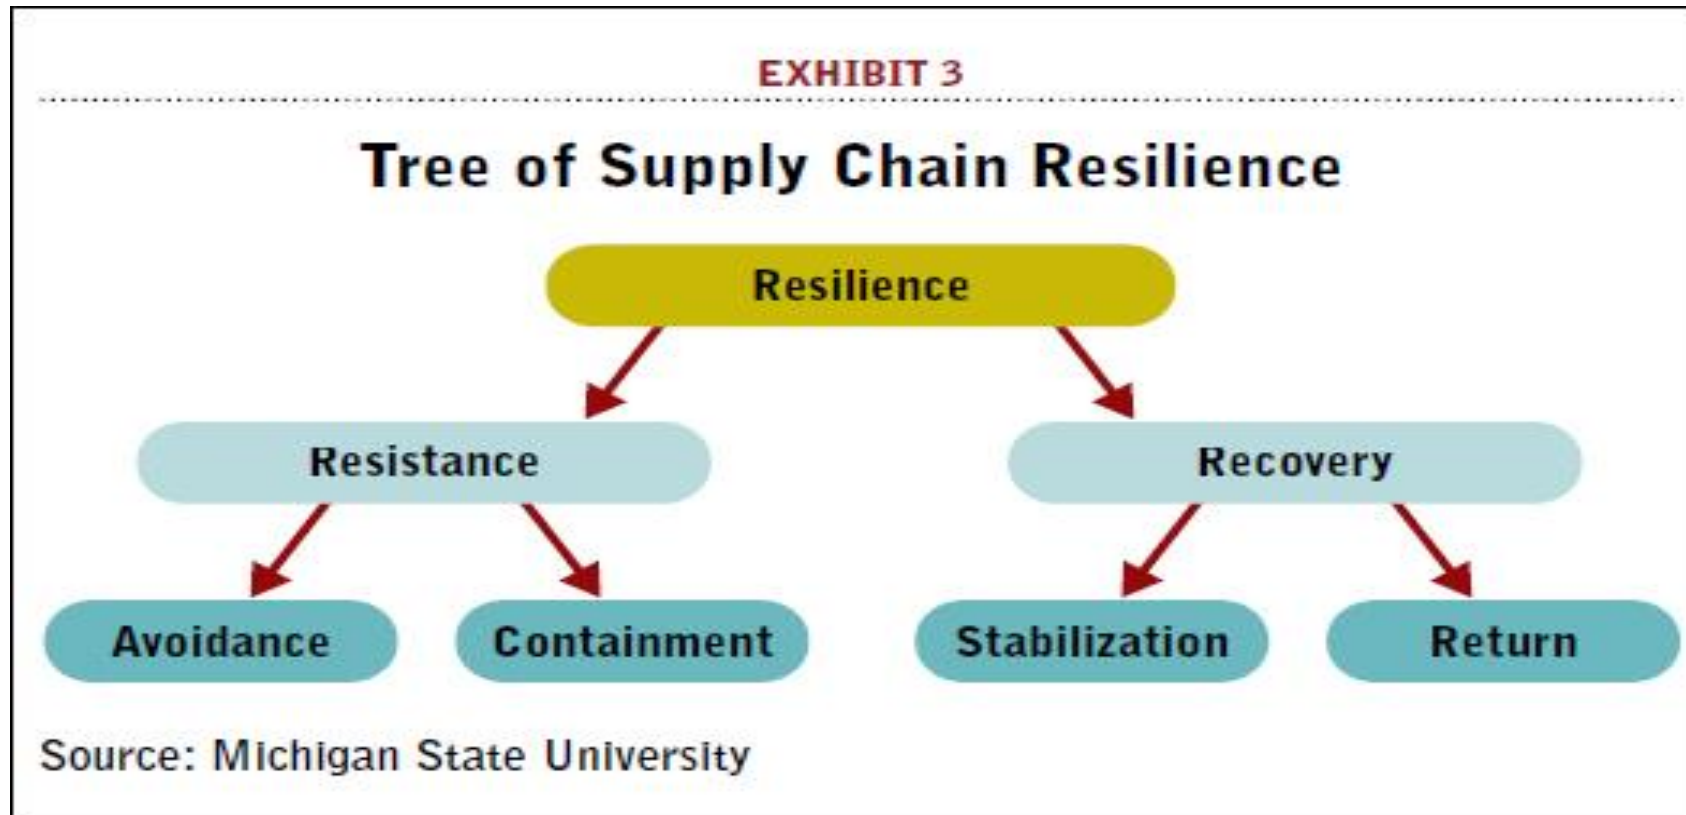 EXHIBIT 3
Tree of Supply Chain Resilience
Resilience
Resistance
Recovery
Avoidance
Containment
Stabilization
Return
Source: Michigan State University